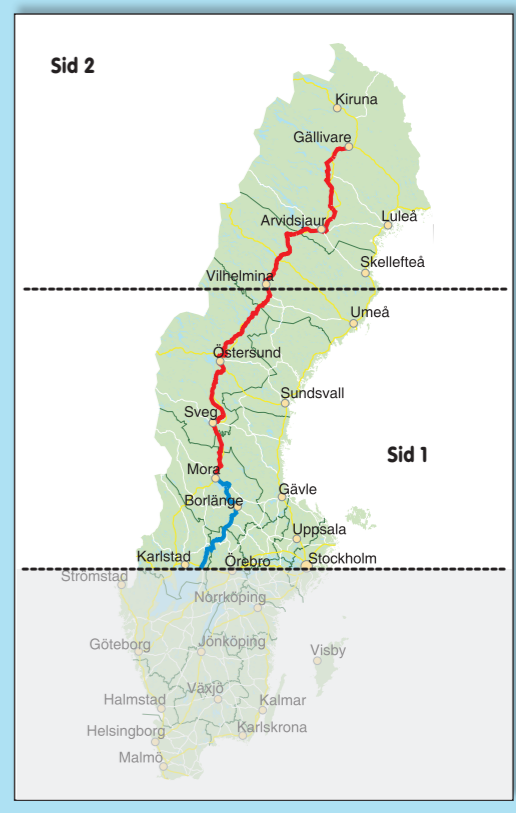 Sid 2
Kiruna
Gällivare
Arvidsjaur
Luleå
Skellefteå
Vilhelmina
Umeå
Östersund
Sundsvall
Sveg
Sid 1
Mora
Gävle
Borlänge
Uppsala
Karlstad
Örebro
Stockholm
Strömstad
Norrköping
Göteborg
Jönköping
Visby
Växjö
Halmstad
Kalmar
Helsingborg
Karlskrona
Malmö